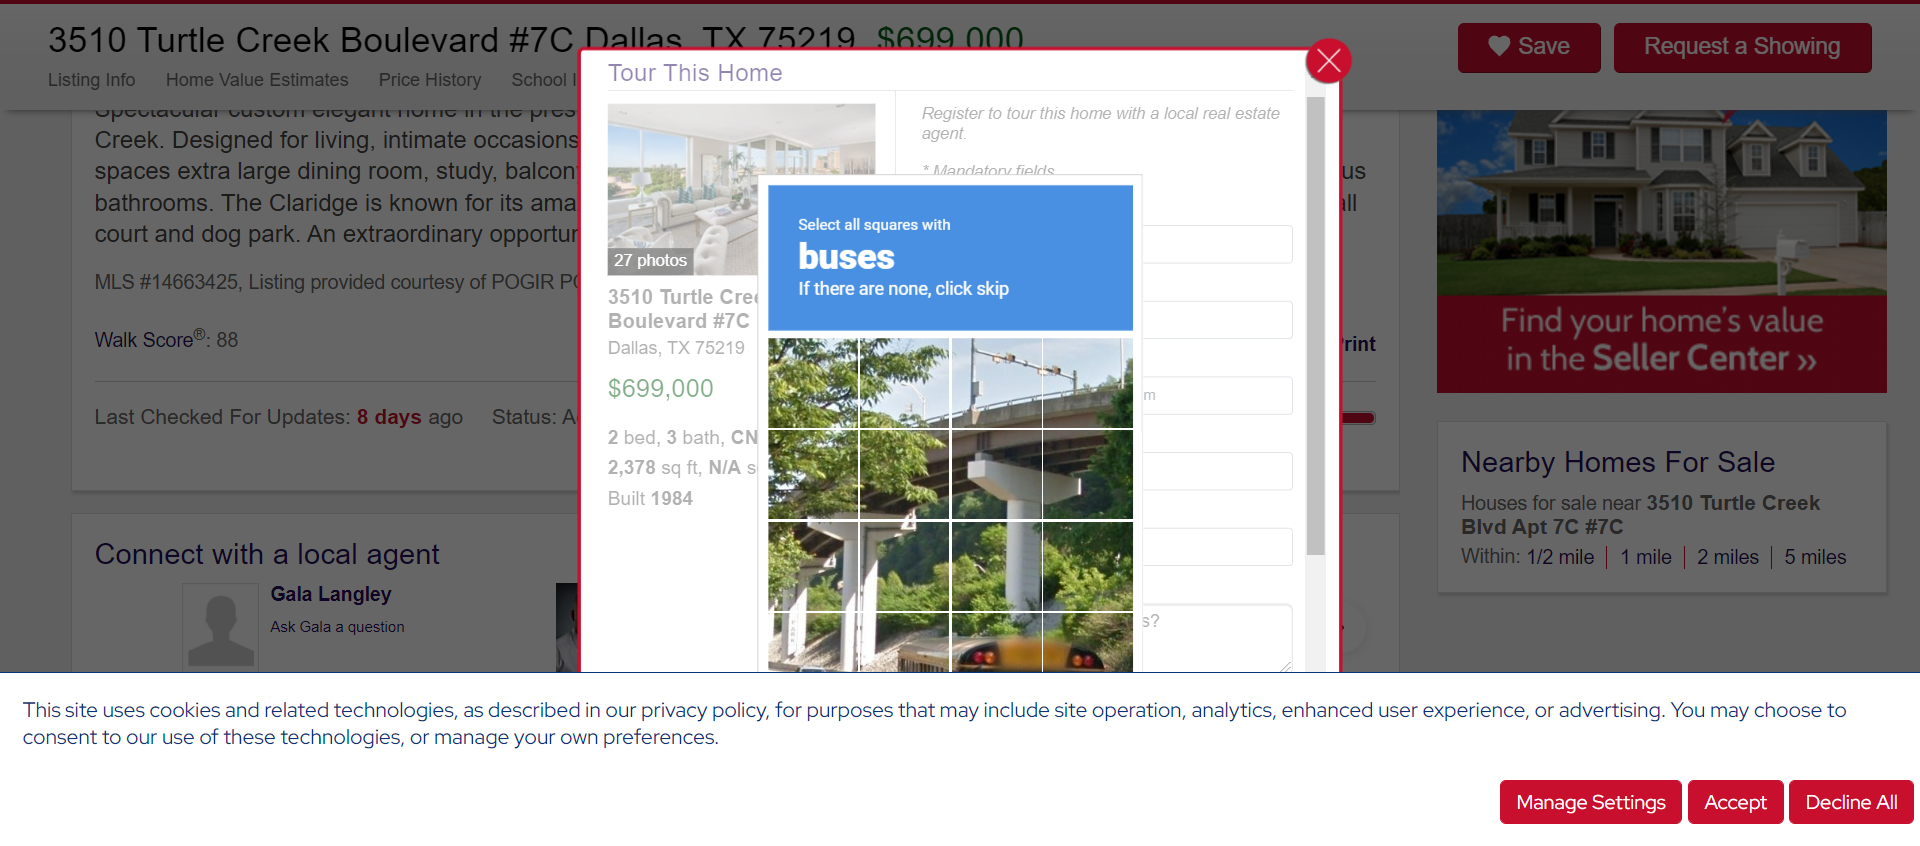 3510 Turtle Creek Boulevard #7C Dallas, TX 75219 $699,000
Save
Request a Showing
Listing Info
Home Value Estimates
Price History
School
Tour This Home
Register to tour this home with a local real estate
agent.
* Mandatory fields
Spectacular custom elegant home in the
Creek. Designed for living, intimate occasions
spaces extra large dining room, study,
bathrooms. The Claridge is known for its
court and dog park. An extraordinary
MLS #14663425, Listing provided courtesy of POGIR
Walk Score®: 88
Print
Last Checked For Updates: 8 days ago
Status:
27 photos
3510 Turtle
Boulevard #7C
Dallas, TX 75219
$699,000
2 bed, 3 bath,
2,378 sq ft, N/A
Built 1984
Select all squares with
buses
If there are none, click skip
Find your home's value
in the Seller Center »
Nearby Homes For Sale
Houses for sale near 3510 Turtle Creek
Blvd Apt 7C #7C
Within: 1/2 mile | 1 mile | 2 miles | 5 miles
Connect with a local agent
Gala Langley
Ask Gala a question
This site uses cookies and related technologies, as described in our privacy policy, for purposes that may include site operation, analytics, enhanced user experience, or advertising. You may choose to
consent to our use of these technologies, or manage your own preferences.
Manage Settings
Accept
Decline All